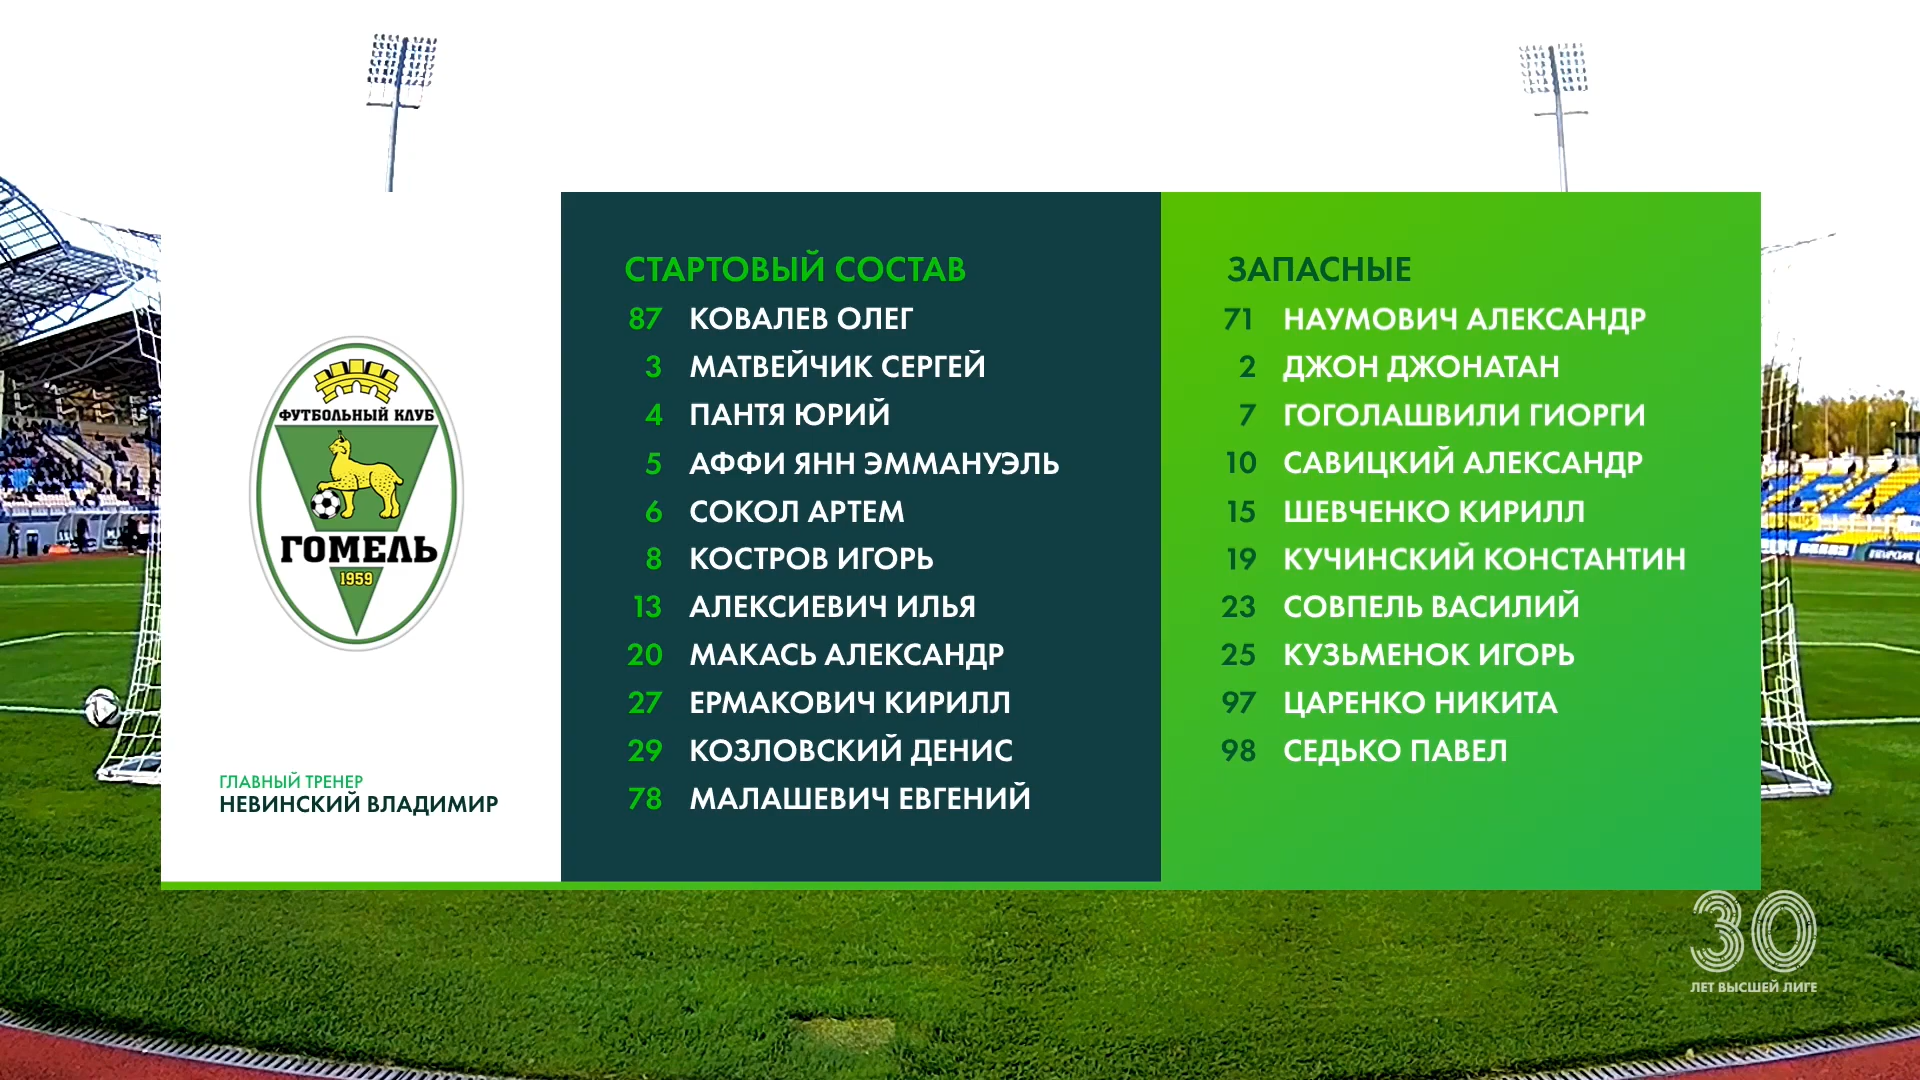 ФУТБОЛЬНЫЙ КЛУБ
ГОМЕЛЬ
1959
ГЛАВНЫЙ ТРЕНЕР
НЕВИНСКИЙ ВЛАДИМИР
СТАРТОВЫЙ СОСТАВ
87 КОВАЛЕВ ОЛЕГ
3 МАТВЕЙЧИК СЕРГЕЙ
4 ПАНТЯ ЮРИЙ
5 АФФИ ЯНН ЭММАНУЭЛЬ
6 СОКОЛ АРТЕМ
8 КОСТРОВ ИГОРЬ
13 АЛЕКСИЕВИЧ ИЛЬЯ
20 МАКАСЬ АЛЕКСАНДР
27 ЕРМАКОВИЧ КИРИЛЛ
29 КОЗЛОВСКИЙ ДЕНИС
78 МАЛАШЕВИЧ ЕВГЕНИЙ
ЗАПАСНЫЕ
71 НАУМОВИЧ АЛЕКСАНДР
2 ДЖОН ДЖОНАТАН
7 ГОГОЛАШВИЛИ ГИОРГИ
10 САВИЦКИЙ АЛЕКСАНДР
15 ШЕВЧЕНКО КИРИЛЛ
19 КУЧИНСКИЙ КОНСТАНТИН
23 СОВПЕЛЬ ВАСИЛИЙ
25 КУЗЬМЕНОК ИГОРЬ
97 ЦАРЕНКО НИКИТА
98 СЕДЬКО ПАВЕЛ
30
ЛЕТ ВЫСШЕЙ ЛИГЕ